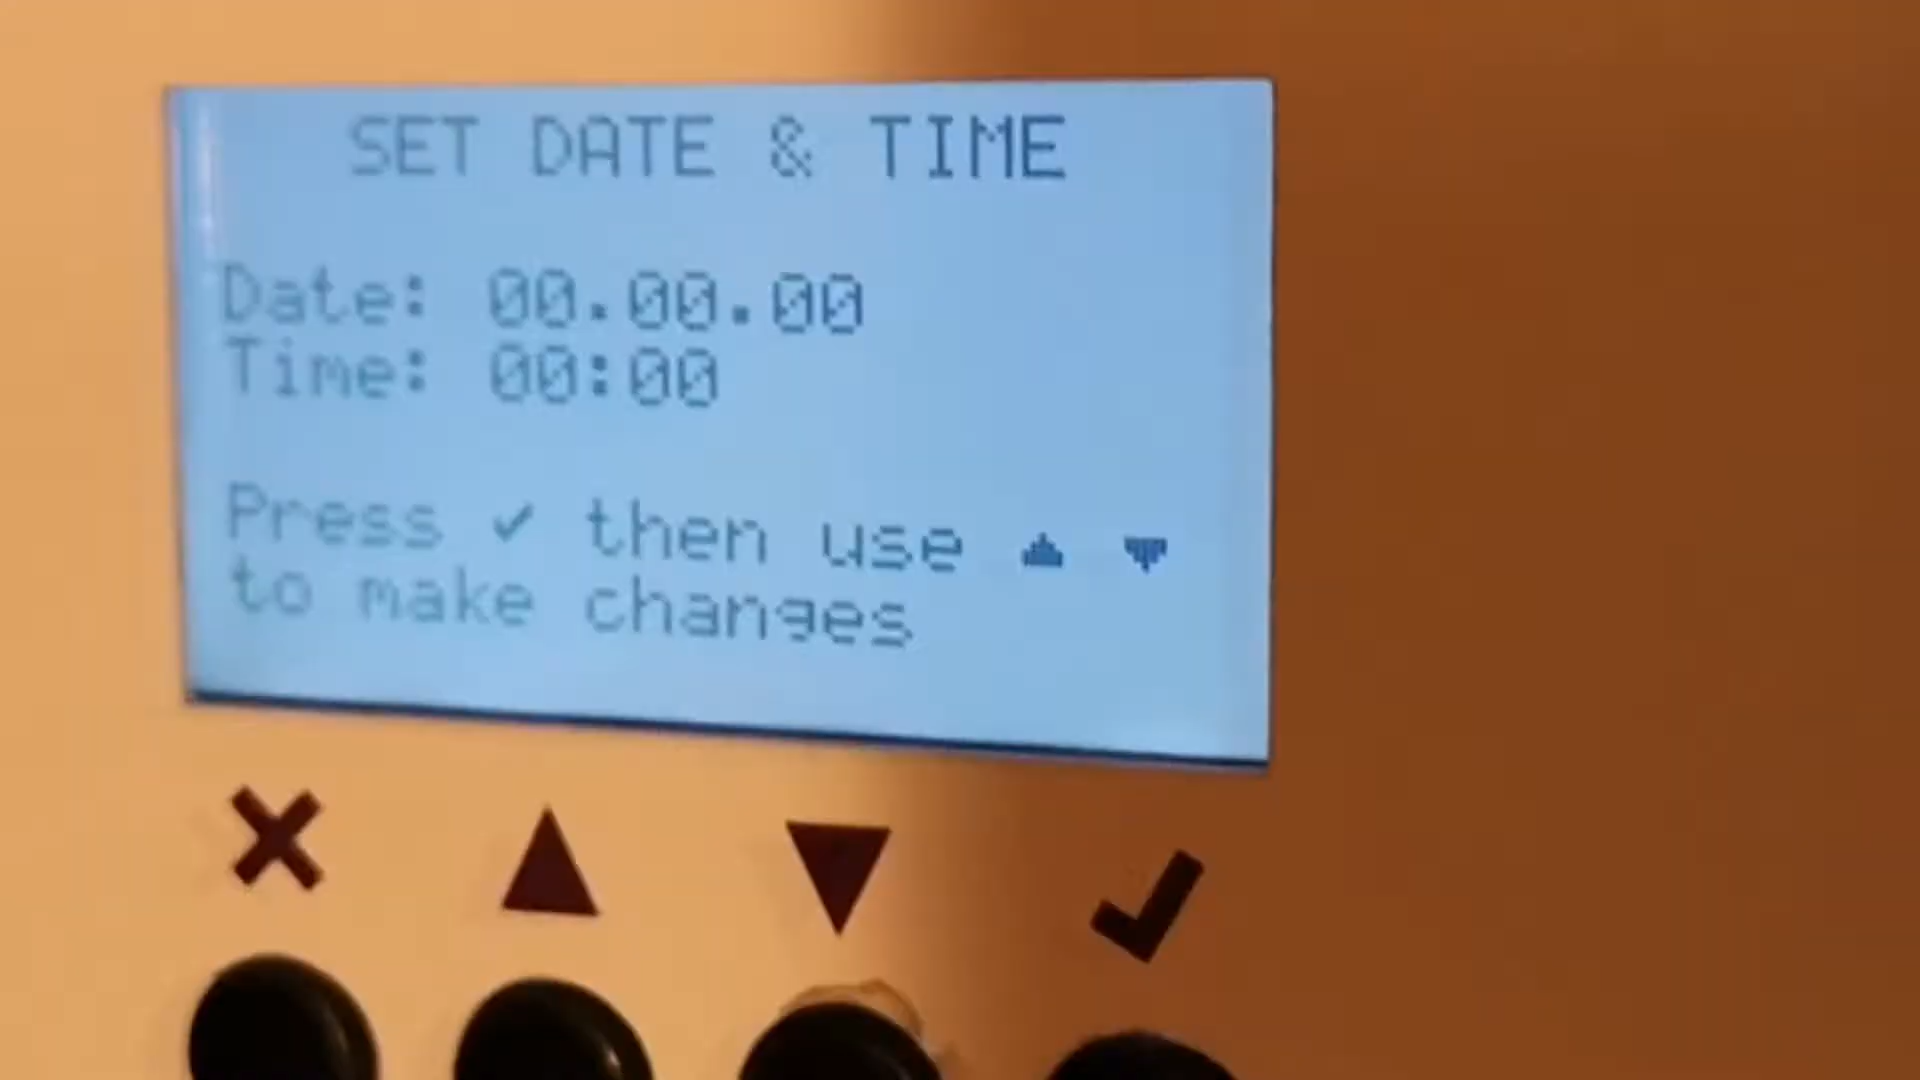 SET DATE & TIME
Date: 00.00.00
Time: 00:00
Press ✓ then use ▲ ▼
to make changes